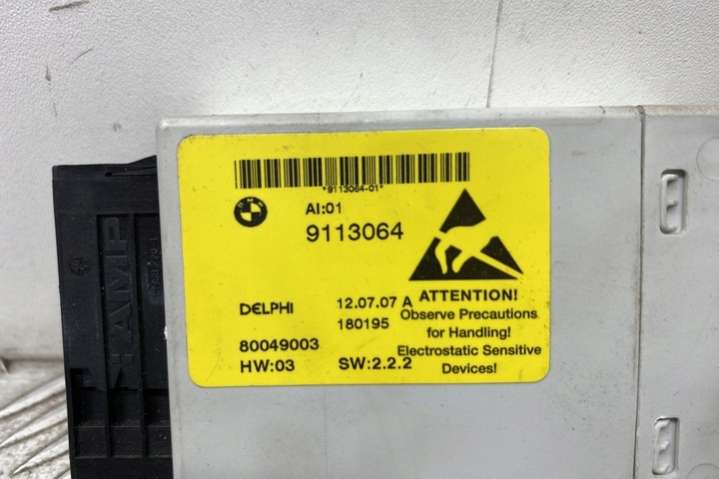 *9113064-01*
AI:01
9113064
DELPHI
12.07.07 A
180195
80049003
HW:03
SW:2.2.2
ATTENTION!
Observe Precautions
for Handling!
Electrostatic Sensitive
Devices!
AMP